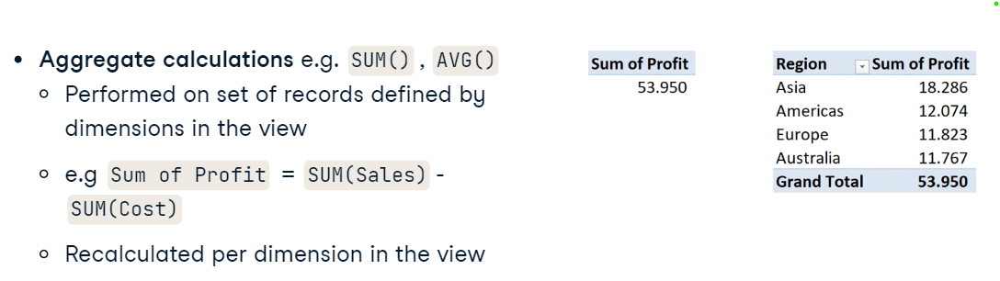 • Aggregate calculations e.g. SUM() , AVG()
○ Performed on set of records defined by
dimensions in the view
○ e.g Sum of Profit = SUM(Sales) -
SUM(Cost)
○ Recalculated per dimension in the view
Sum of Profit
53.950
Region Sum of Profit
Asia 18.286
Americas 12.074
Europe 11.823
Australia 11.767
Grand Total 53.950